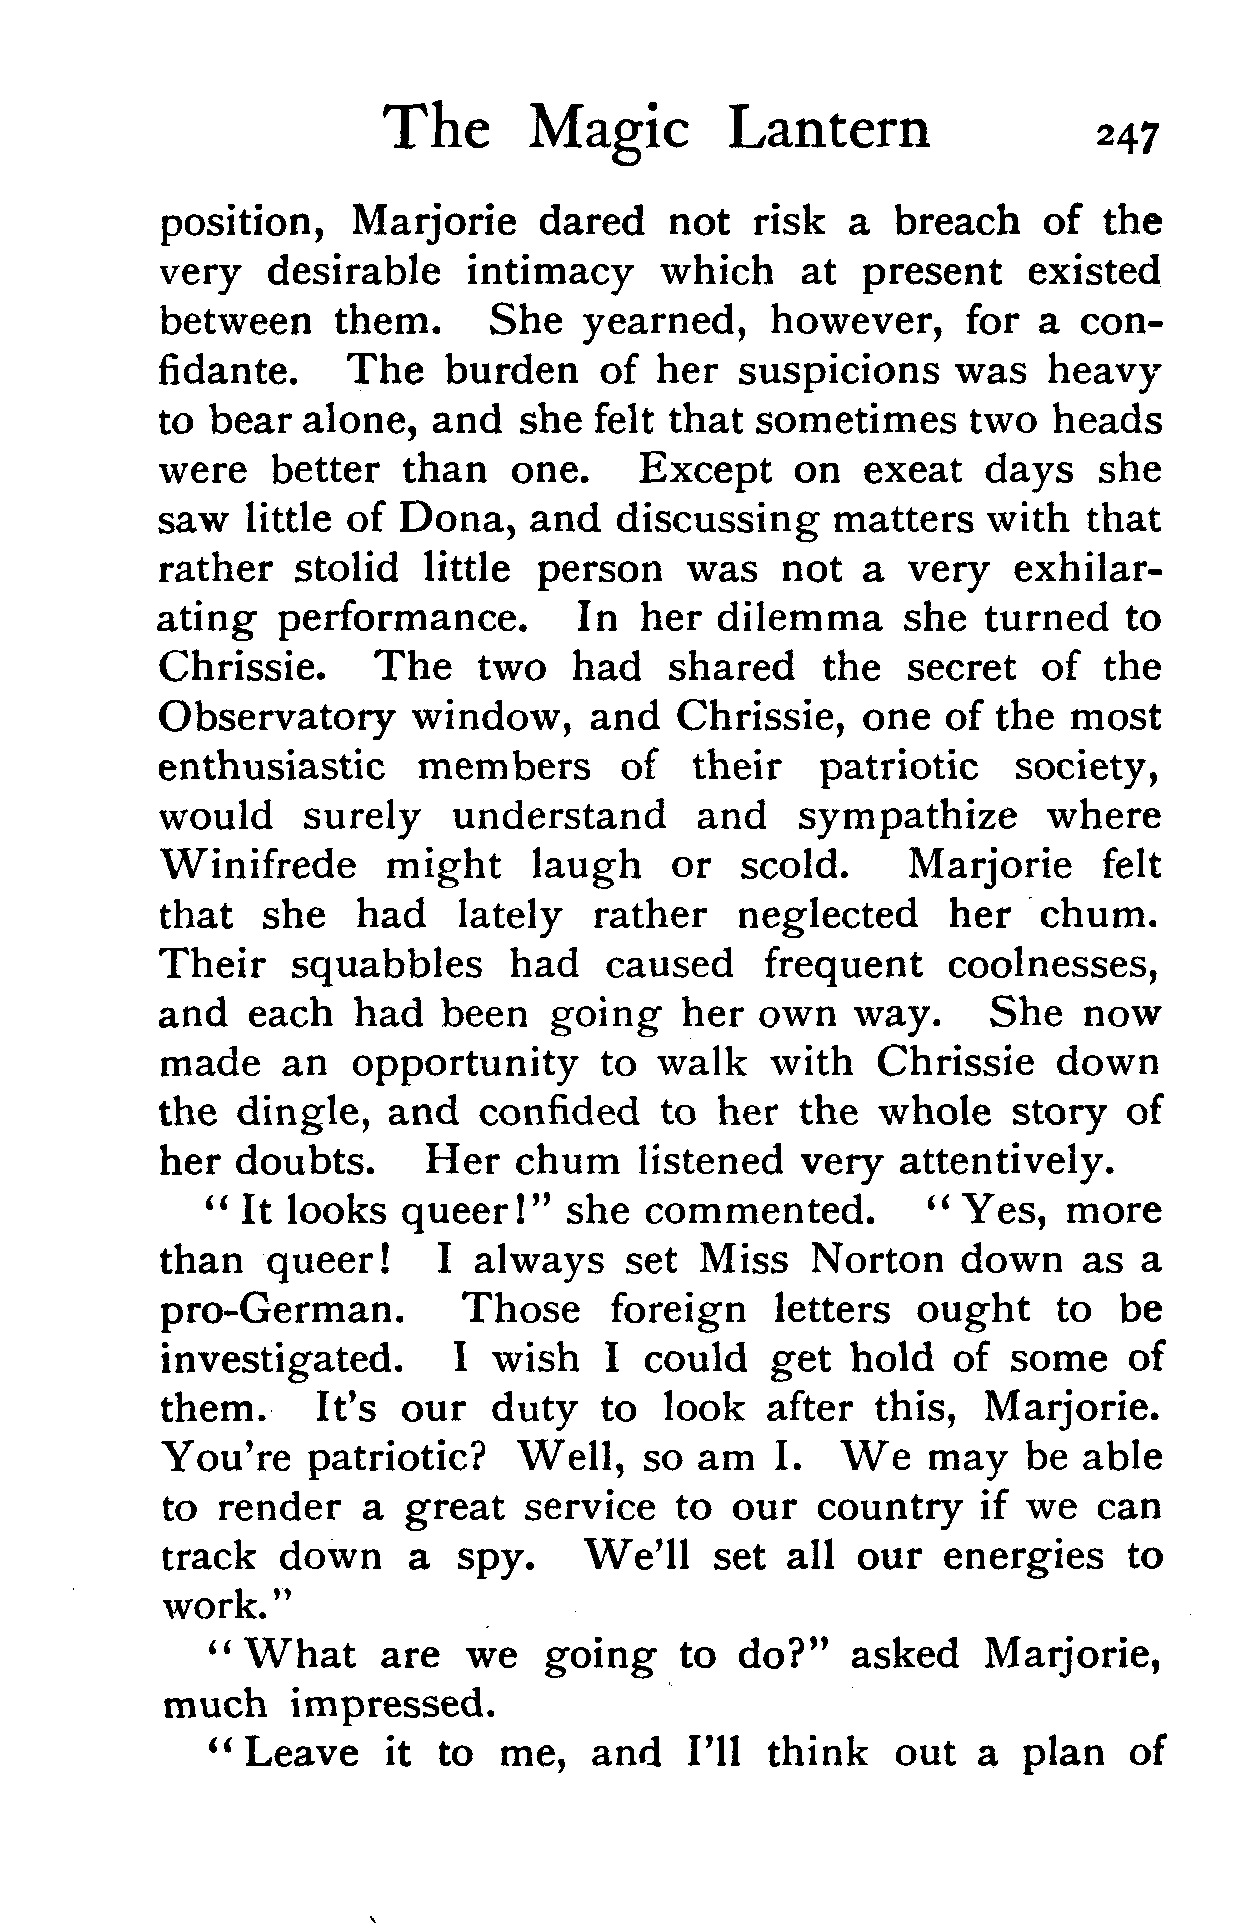 The Magic Lantern 247
position, Marjorie dared not risk a breach of the
very desirable intimacy which at present existed
between them. She yearned, however, for a con-
fidante. The burden of her suspicions was heavy
to bear alone, and she felt that sometimes two heads
were better than one. Except on exeat days she
saw little of Dona, and discussing matters with that
rather stolid little person was not a very exhilar-
ating performance. In her dilemma she turned to
Chrissie. The two had shared the secret of the
Observatory window, and Chrissie, one of the most
enthusiastic members of their patriotic society,
would surely understand and sympathize where
Winifrede might laugh or scold. Marjorie felt
that she had lately rather neglected her chum.
Their squabbles had caused frequent coolnesses,
and each had been going her own way. She now
made an opportunity to walk with Chrissie down
the dingle, and confided to her the whole story of
her doubts. Her chum listened very attentively.
“It looks queer!” she commented. “Yes, more
than queer! I always set Miss Norton down as a
pro-German. Those foreign letters ought to be
investigated. I wish I could get hold of some of
them. It's our duty to look after this, Marjorie.
You're patriotic? Well, so am I. We may be able
to render a great service to our country if we can
track down a spy. We'll set all our energies to
work.”
“What are we going to do?” asked Marjorie,
much impressed.
“Leave it to me, and I'll think out a plan of